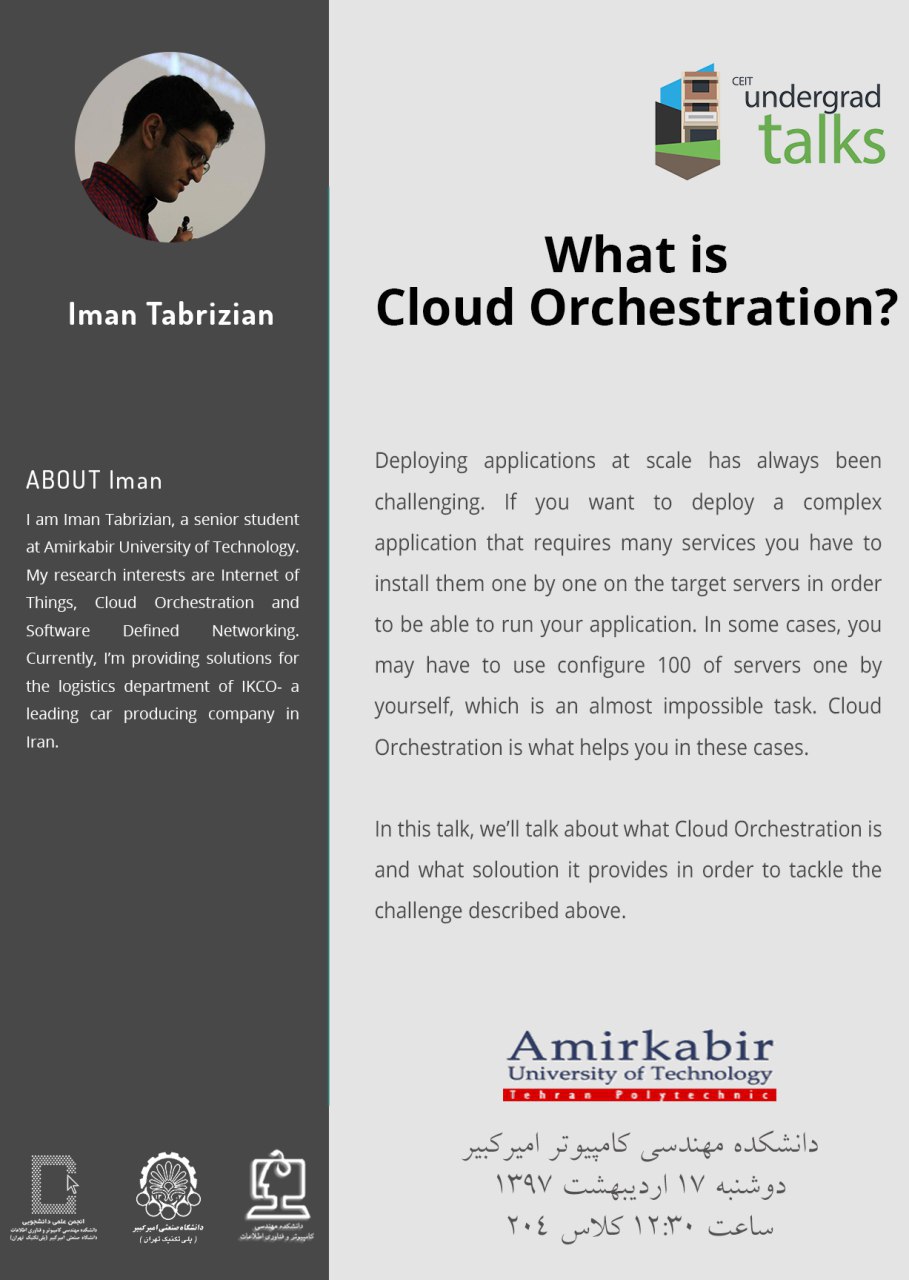 CEIT
undergrad
talks
What is
Cloud Orchestration?
Iman Tabrizian
ABOUT Iman
I am Iman Tabrizian, a senior student
at Amirkabir University of Technology.
My research interests are Internet of
Things, Cloud Orchestration and
Software Defined Networking.
Currently, I'm providing solutions for
the logistics department of IKCO- a
leading car producing company in
Iran.
Deploying applications at scale has always been
challenging. If you want to deploy a complex
application that requires many services you have to
install them one by one on the target servers in order
to be able to run your application. In some cases, you
may have to use configure 100 of servers one by
yourself, which is an almost impossible task. Cloud
Orchestration is what helps you in these cases.
In this talk, we'll talk about what Cloud Orchestration is
and what soloution it provides in order to tackle the
challenge described above.
Amirkabir
University of Technology
Tehran Polytechnic
دانشکده مهندسی کامپیوتر امیرکبیر
دوشنبه ۱۷ اردیبهشت ۱۳۹۷
ساعت ۱۲:۳۰ کلاس ۲۰۴
انجمن علمی دانشجویی
دانشکده مهندسی کامپیوتر و فناوری اطلاعات
دانشگاه صنعتی امیرکبیر (پلی‌تکنیک تهران)
دانشگاه صنعتی امیرکبیر
( پلی تکنیک تهران )
دانشکده مهندسی
کامپیوتر و فناوری اطلاعات